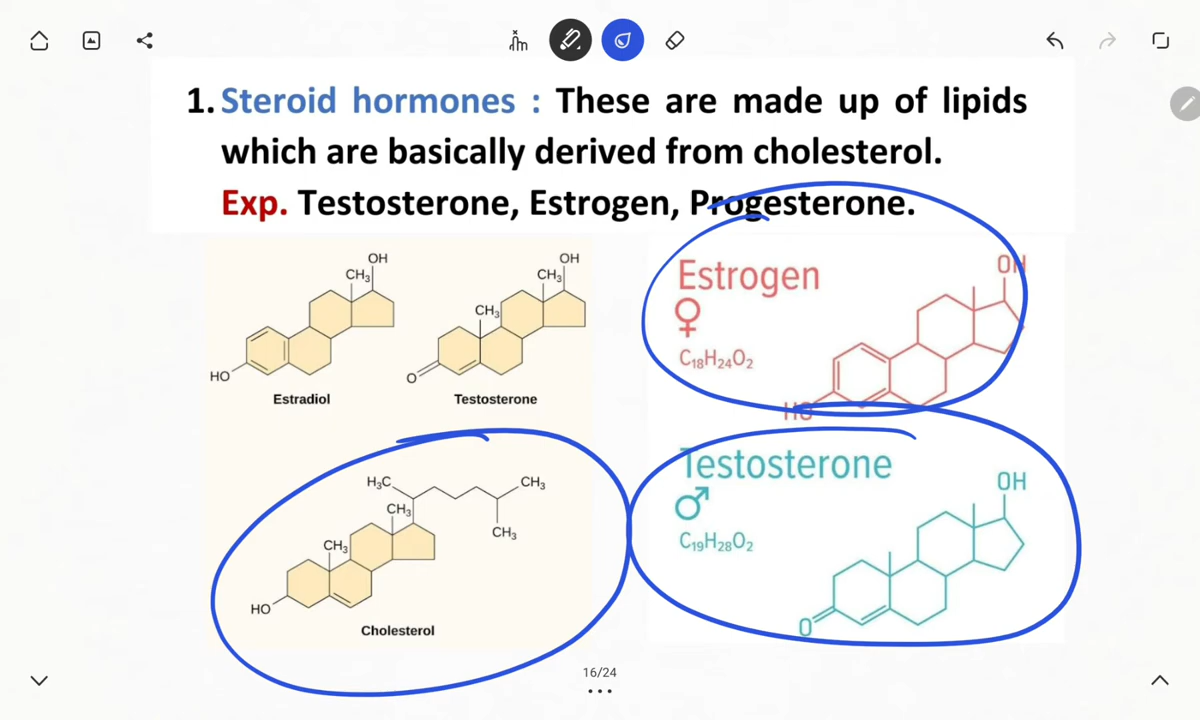 1. Steroid hormones : These are made up of lipids
which are basically derived from cholesterol.
Exp. Testosterone, Estrogen, Progesterone.
OH
CH₃
HO
Estradiol
OH
CH₃
CH₃
O
Testosterone
Estrogen
♀
C₁₈H₂₄O₂
OH
HO
H₃C
CH₃
CH₃
CH₃
CH₃
HO
Cholesterol
Testosterone
♂
C₁₉H₂₈O₂
OH
O
16/24